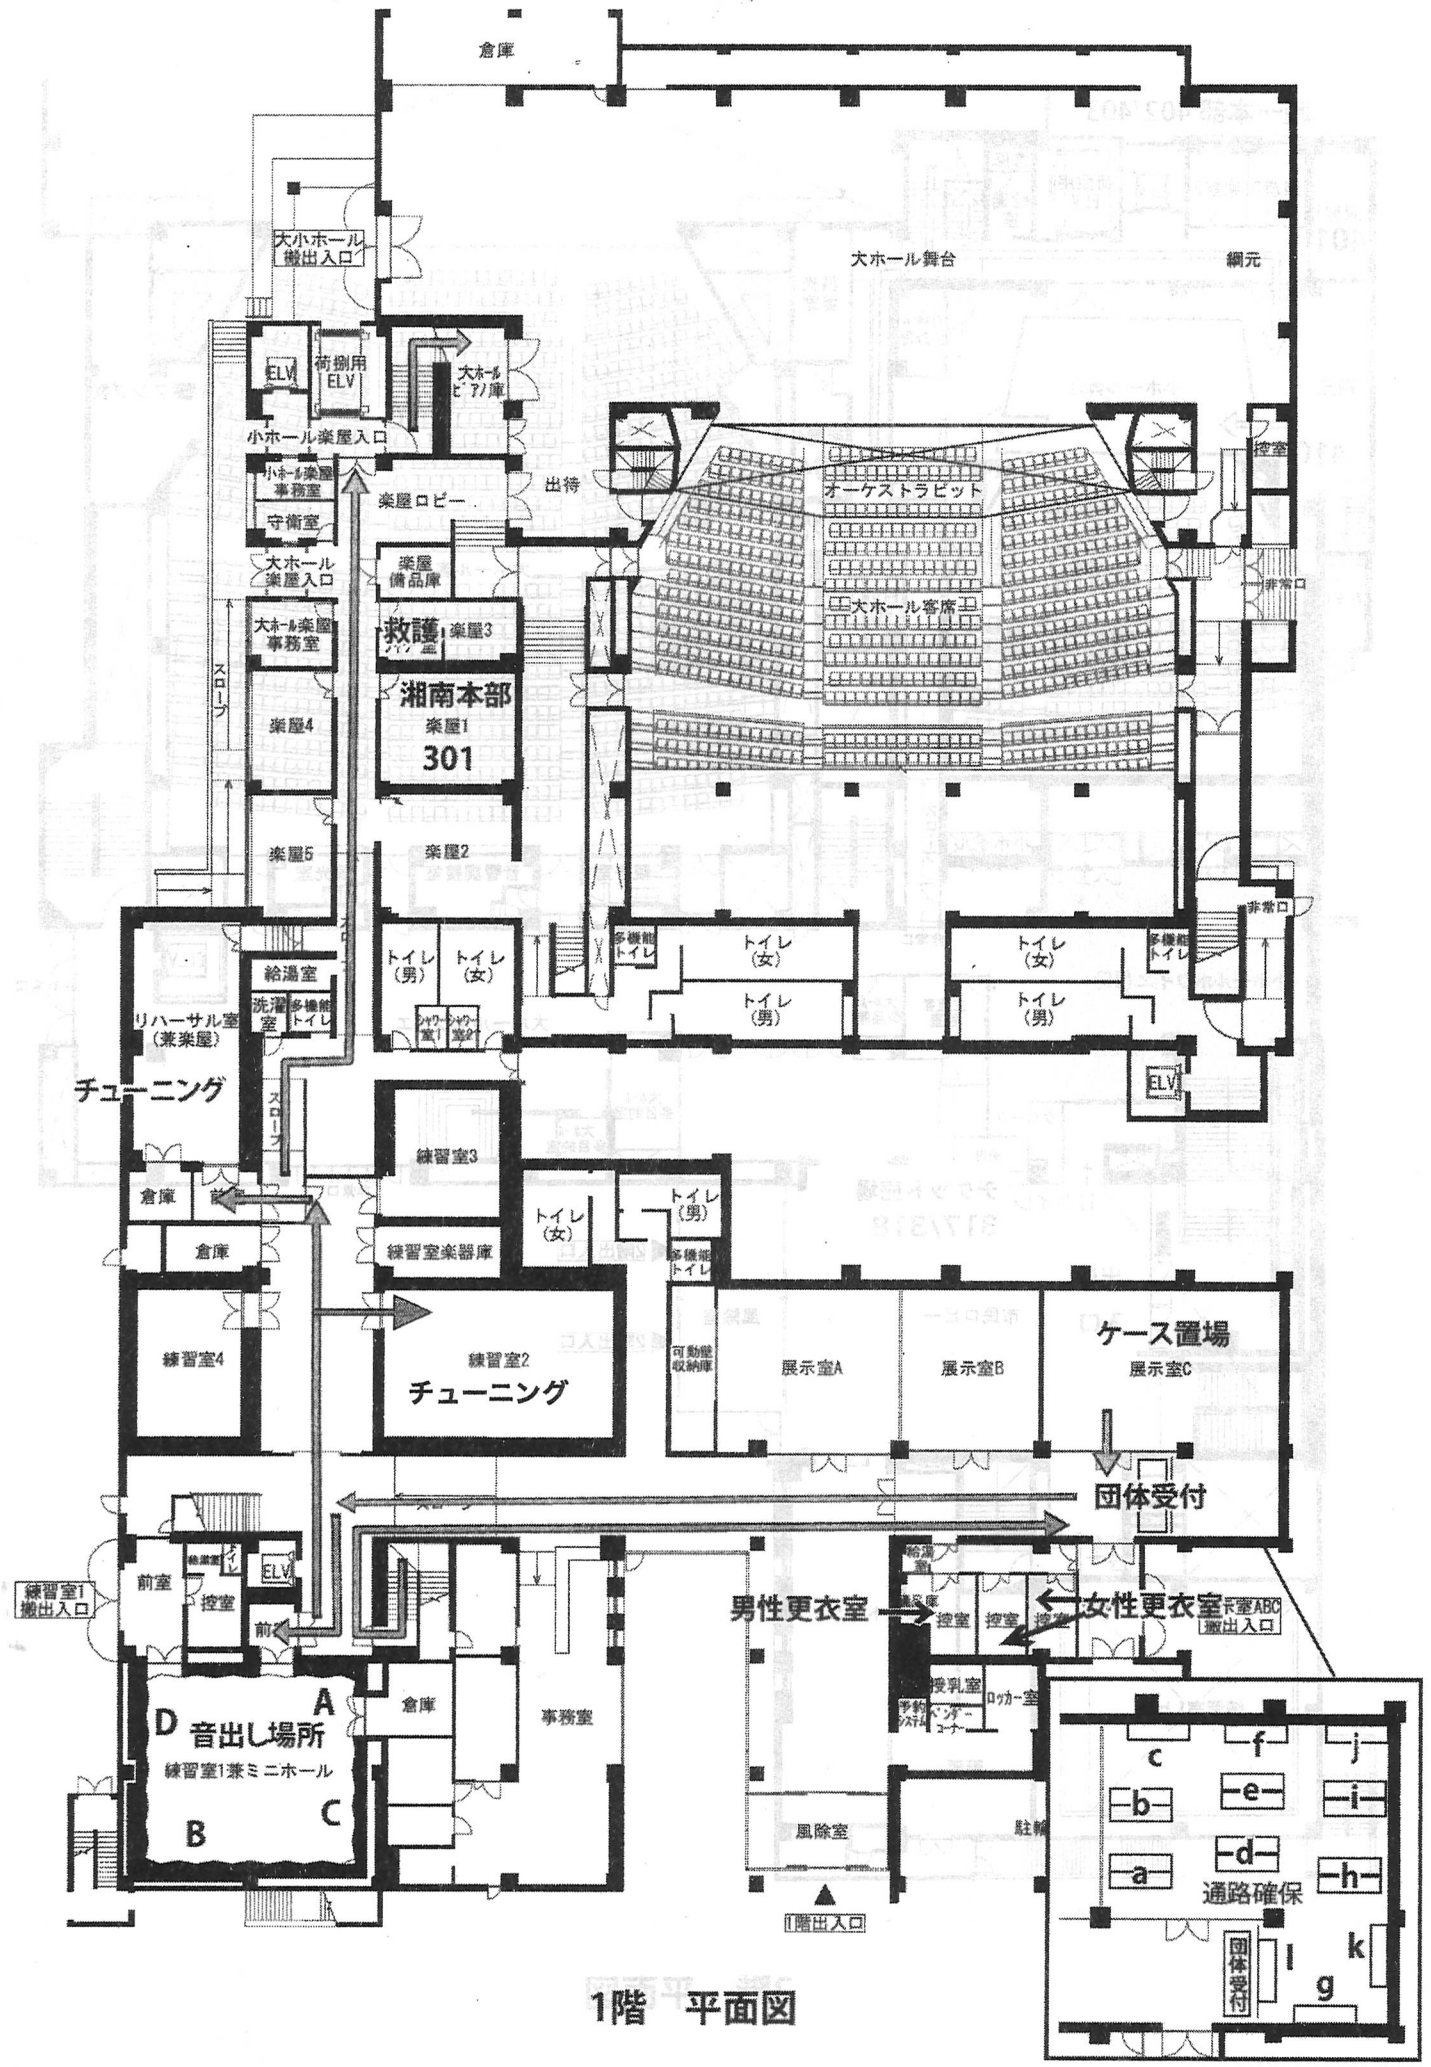 倉庫
大小ホール
搬出入口
大ホール舞台
綱元
ELV
荷捌用
ELV
大ホール
ピアノ庫
小ホール楽屋入口
小ホール楽屋
事務室
守衛室
楽屋ロビー
出待
オーケストラピット
控室
大ホール
楽屋入口
楽屋
備品庫
非常口
大ホール客席
大ホール楽屋
事務室
救護
楽屋3
スロープ
湘南本部
楽屋4
楽屋1
301
楽屋5
楽屋2
非常口
トイレ
(男)
トイレ
(女)
多機能
トイレ
トイレ
(女)
トイレ
(男)
トイレ
(女)
トイレ
(男)
多機能
トイレ
給湯室
洗濯
室
多機能
トイレ
シャワー
室1
シャワー
室2
リハーサル室
(兼楽屋)
チューニング
スロープ
ELV
練習室3
倉庫
トイレ
(女)
トイレ
(男)
倉庫
練習室楽器庫
多機能
トイレ
練習室4
練習室2
チューニング
可動壁
収納庫
展示室A
展示室B
ケース置場
展示室C
団体受付
練習室1
搬出入口
前室
給湯室
トイレ
控室
ELV
前
給湯
室
男性更衣室
控室
控室
控室
女性更衣室
示室ABC
搬出入口
授乳室
ロッカー室
予約
システム
ベンダー
コーナー
A
D
音出し場所
練習室1兼ミニホール
B
C
倉庫
事務室
風除室
駐輪
1階出入口
c
f
j
b
e
i
a
d
h
通路確保
団体受付
l
k
g
1階 平面図